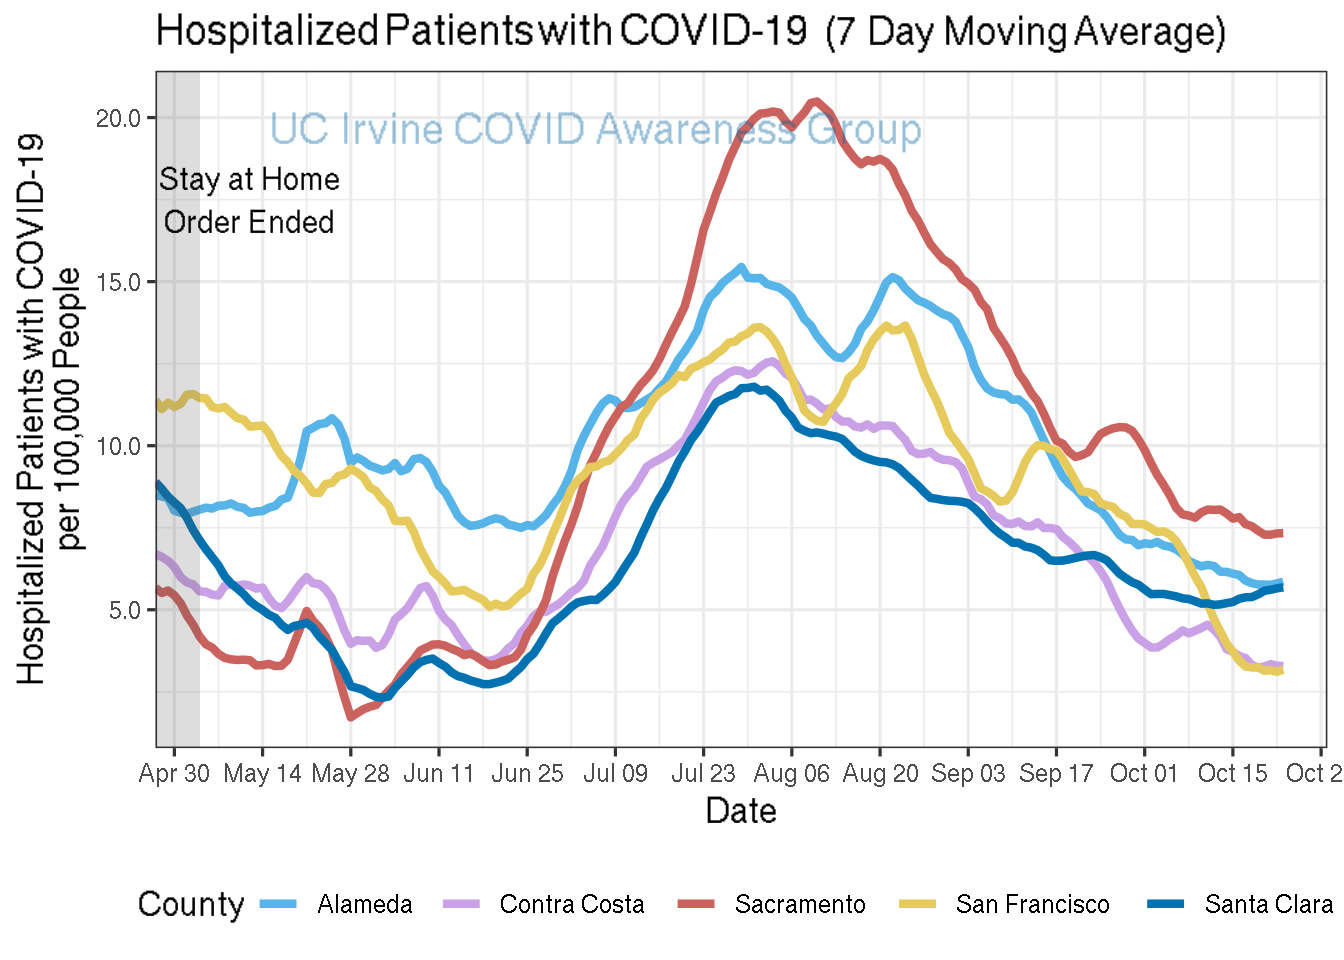 Hospitalized Patients with COVID-19 (7 Day Moving Average)
UC Irvine COVID Awareness Group
Stay at Home
Order Ended
Hospitalized Patients with COVID-19
per 100,000 People
20.0
15.0
10.0
5.0
Apr 30 May 14 May 28 Jun 11 Jun 25 Jul 09 Jul 23 Aug 06 Aug 20 Sep 03 Sep 17 Oct 01 Oct 15 Oct 2
Date
County Alameda Contra Costa Sacramento San Francisco Santa Clara